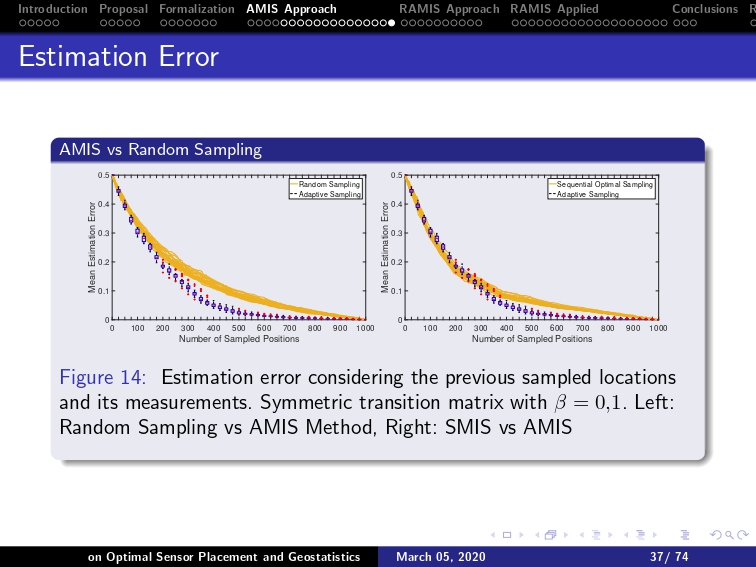 Introduction Proposal Formalization AMIS Approach RAMIS Approach RAMIS Applied Conclusions R
Estimation Error
AMIS vs Random Sampling
Random Sampling
Adaptive Sampling
Mean Estimation Error
0.5
0.4
0.3
0.2
0.1
0
0 100 200 300 400 500 600 700 800 900 1000
Number of Sampled Positions
Sequential Optimal Sampling
Adaptive Sampling
Mean Estimation Error
0.5
0.4
0.3
0.2
0.1
0
0 100 200 300 400 500 600 700 800 900 1000
Number of Sampled Positions
Figure 14: Estimation error considering the previous sampled locations
and its measurements. Symmetric transition matrix with β = 0,1. Left:
Random Sampling vs AMIS Method, Right: SMIS vs AMIS
on Optimal Sensor Placement and Geostatistics March 05, 2020 37/ 74